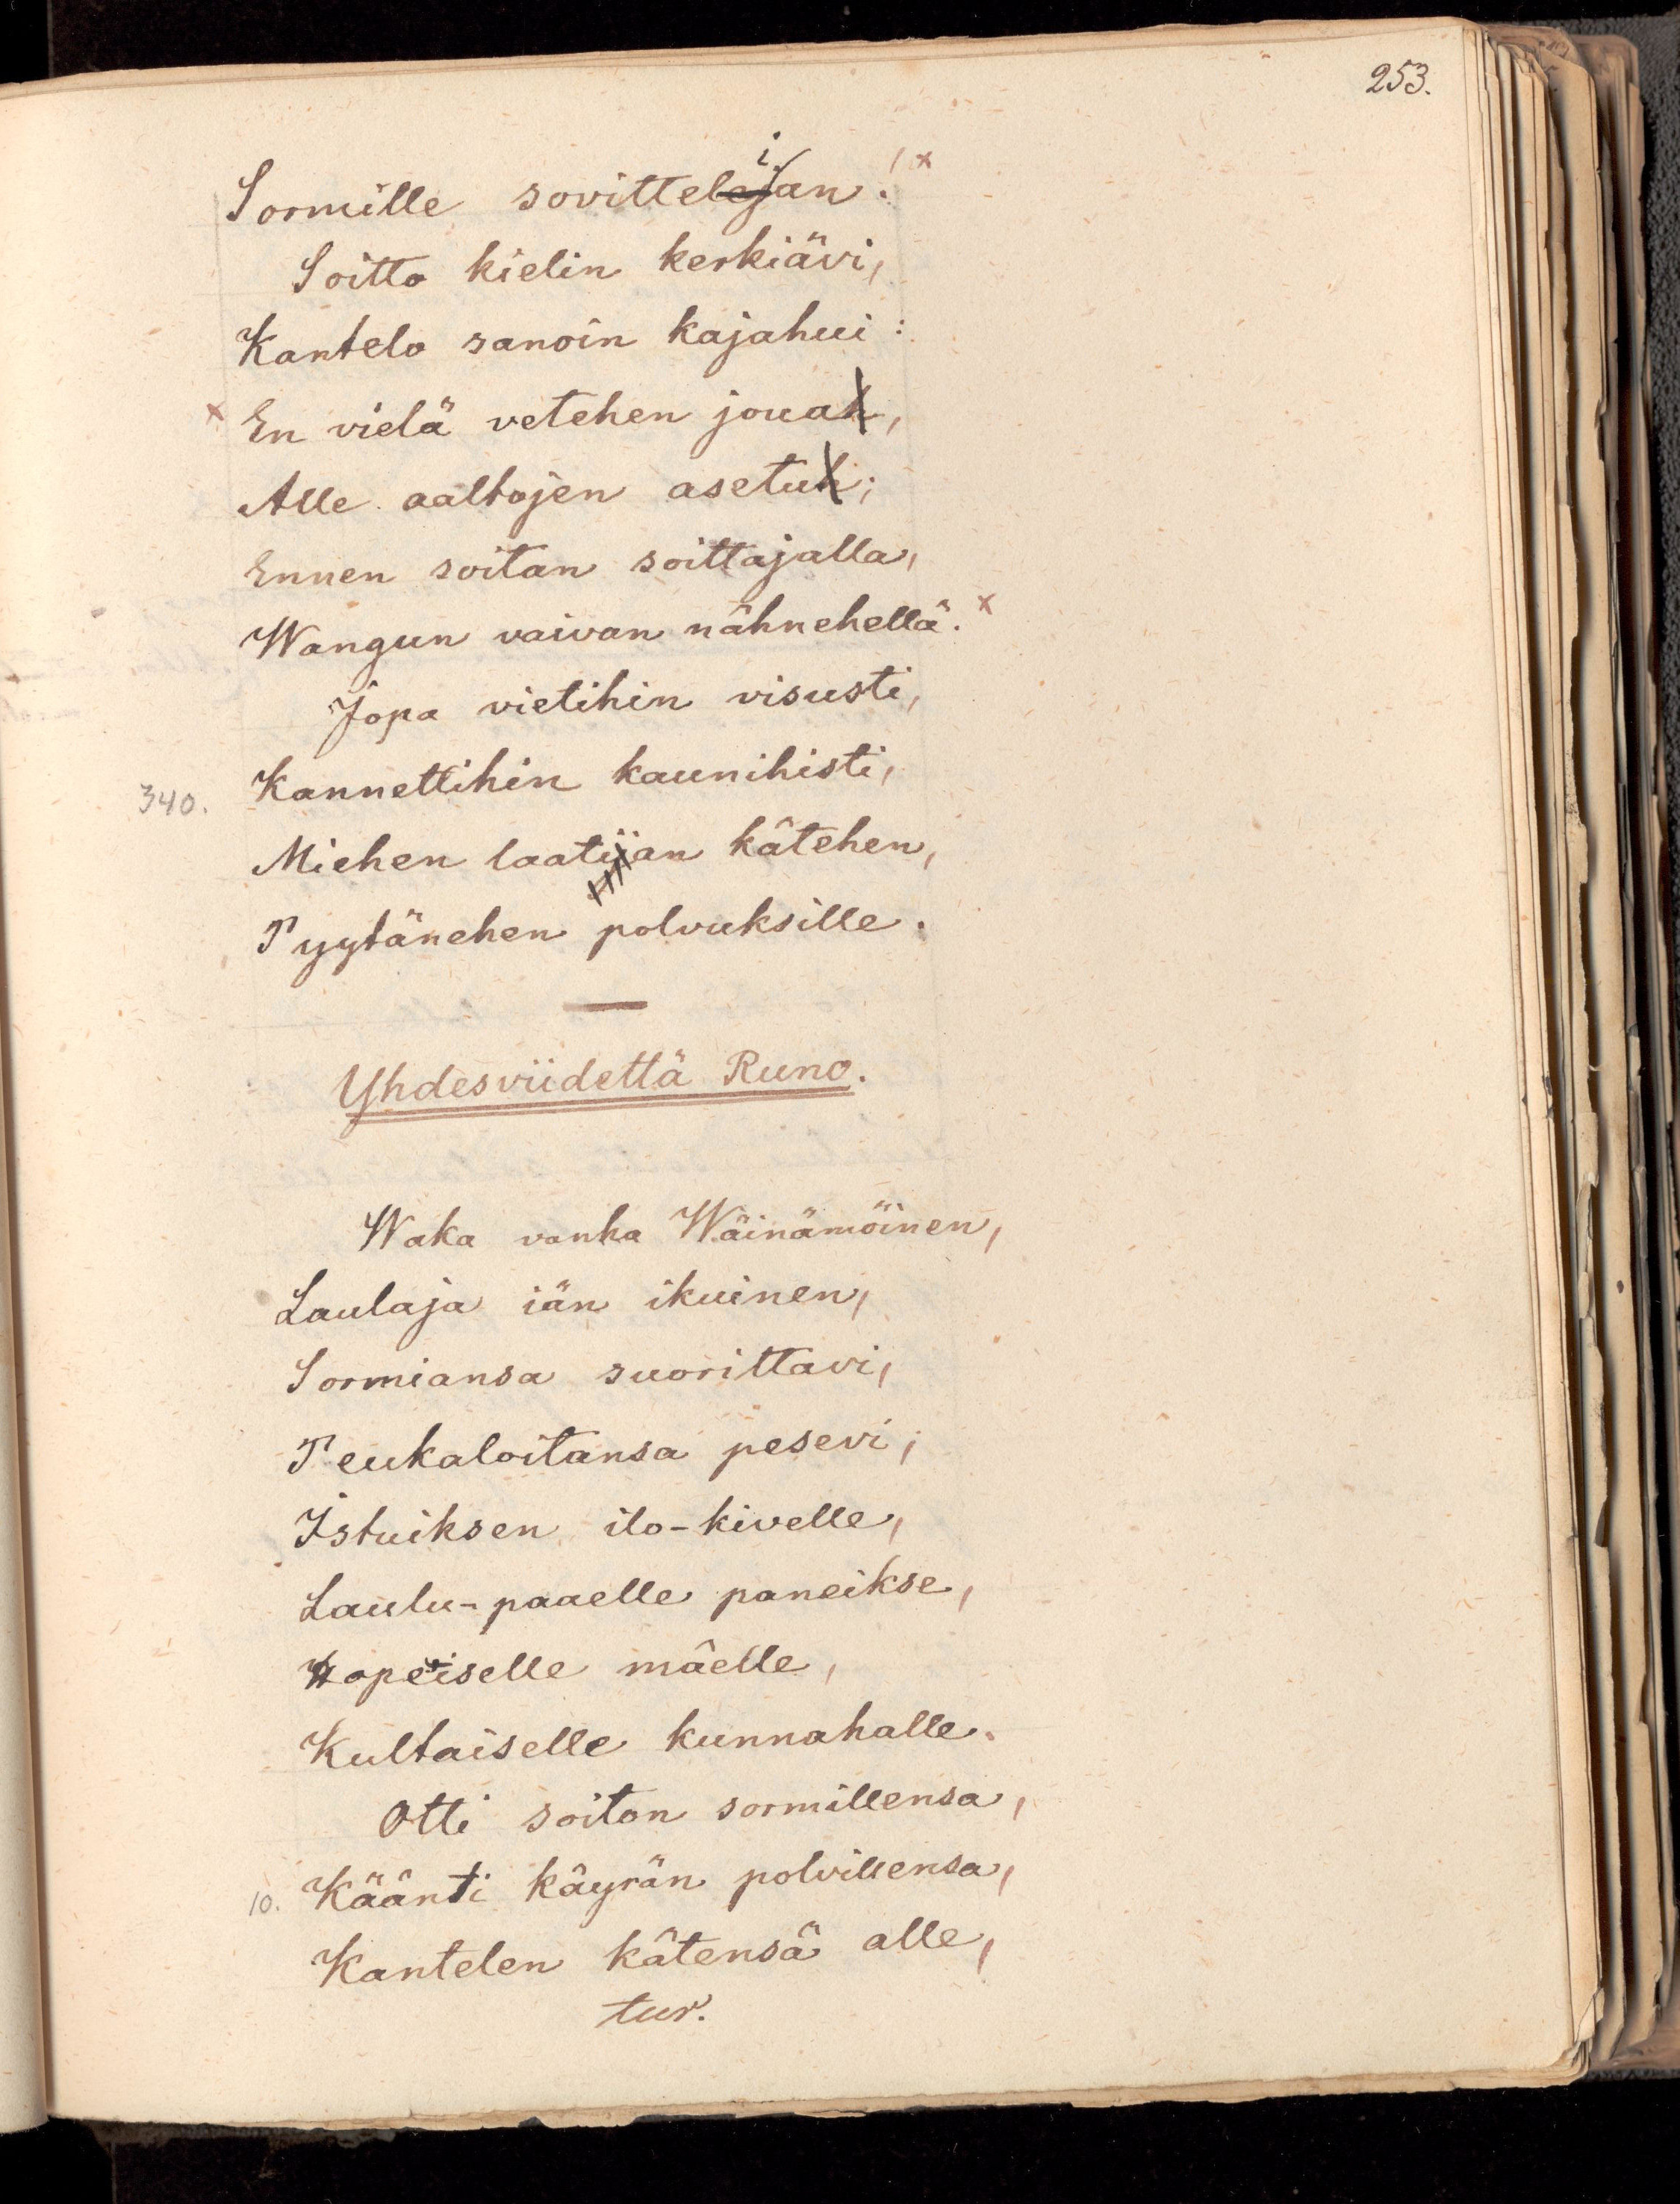 253.
Sormille sovittelian.
Soitto kielin kerkiävi,
Kantelo sanoin kajahui:
En vielä vetehen joua,
Alle aaltojen asetu;
Ennen soitan soittajalla,
Wangun vaivan nähnehellä.
Jopa vietihin visusti,
340. Kannettihin kaunihisti,
Miehen laatijan kätehen,
Pyytänehen polvuksille.
Yhdesviidettä Runo.
Waka vanha Wäinämöinen,
Laulaja iän ikuinen,
Sormiansa suorittavi,
Peukaloitansa pesevi;
Istuiksen ilo-kivelle,
Laulu-paaelle paneikse,
Hopeiselle mäelle,
Kultaiselle kunnahalle.
Otti soiton sormillensa,
10. Käänti käyrän polvillensa,
Kantelen kätensä alle,